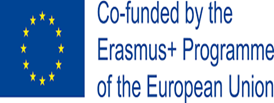 Co-funded by the
Erasmus+ Programme
of the European Union